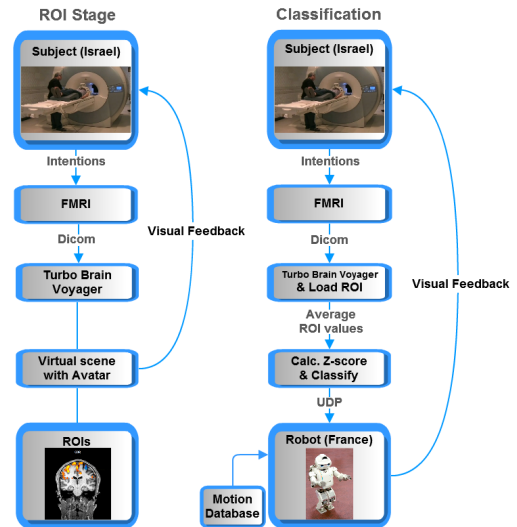 ROI Stage
Subject (Israel)
Intentions
FMRI
Dicom
Visual Feedback
Turbo Brain
Voyager
Virtual scene
with Avatar
ROIs
Classification
Subject (Israel)
Intentions
FMRI
Dicom
Visual Feedback
Turbo Brain Voyager
& Load ROI
Average
ROI values
Calc. Z-score
& Classify
UDP
Robot (France)
Motion
Database